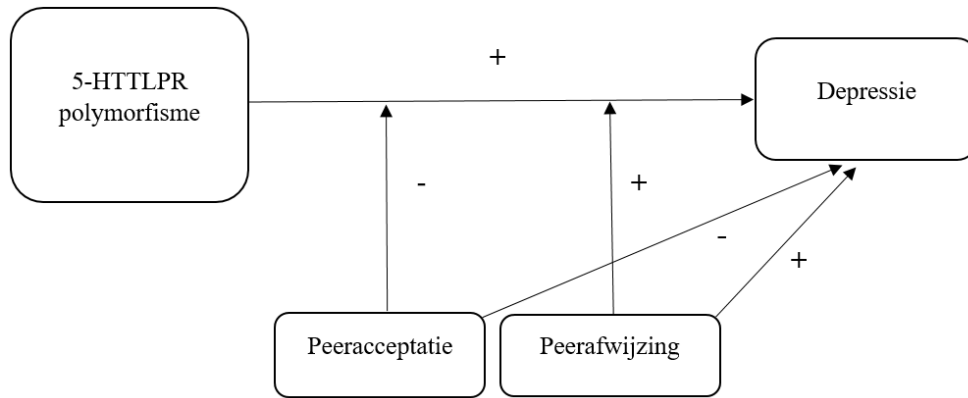 5-HTTLPR
polymorfisme
+
Depressie
-
+
-
+
Peeracceptatie
Peerafwijzing